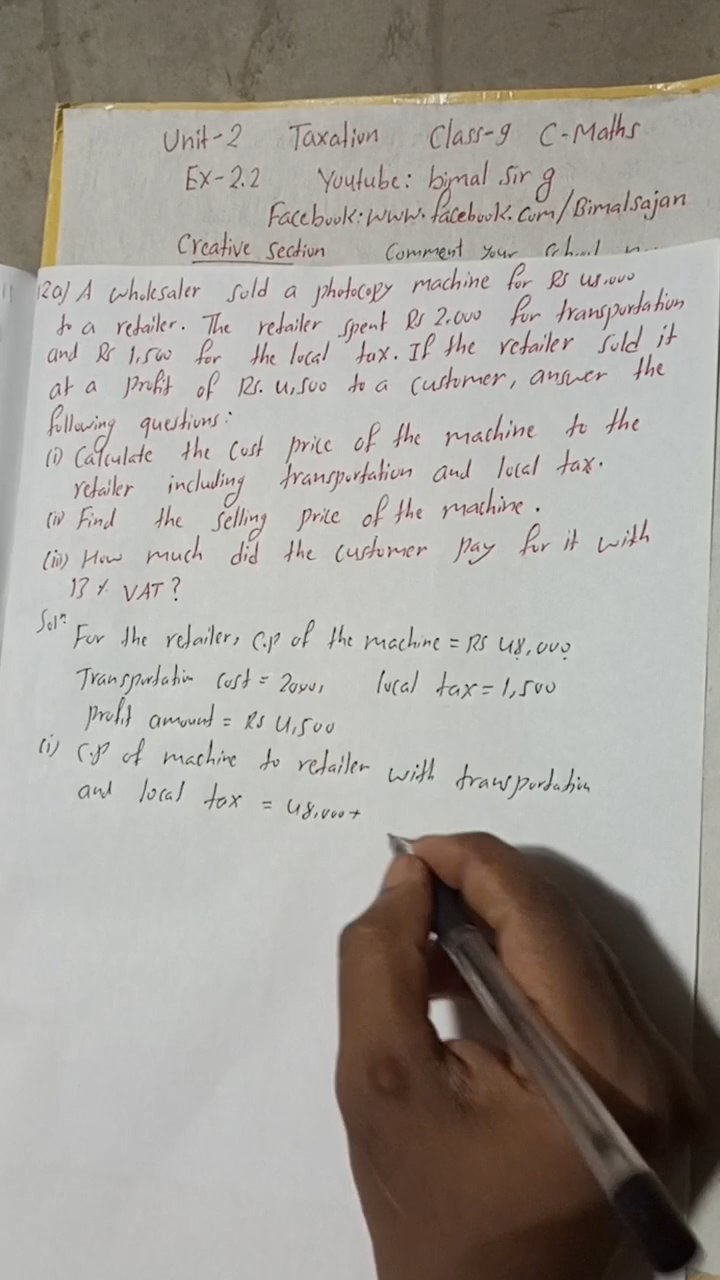 Unit-2 Taxation Class-9 C-Maths
Ex-2.2 Youtube: bimal sir g
Facebook: www.facebook.com/Bimalsajan
Creative section Comment your school
12a) A wholesaler sold a photocopy machine for Rs 48,000
to a retailer. The retailer spent Rs 2,000 for transportation
and Rs 1,500 for the local tax. If the retailer sold it
at a profit of Rs. 4,500 to a customer, answer the
following questions:
(i) Calculate the cost price of the machine to the
retailer including transportation and local tax.
(ii) Find the selling price of the machine.
(iii) How much did the customer pay for it with
13% VAT?
Solⁿ
For the retailer, C.P of the machine = Rs 48,000
Transportation cost = 2000, local tax = 1,500
Profit amount = Rs 4,500
(i) C.P of machine to retailer with transportation
and local tax = 48,000+